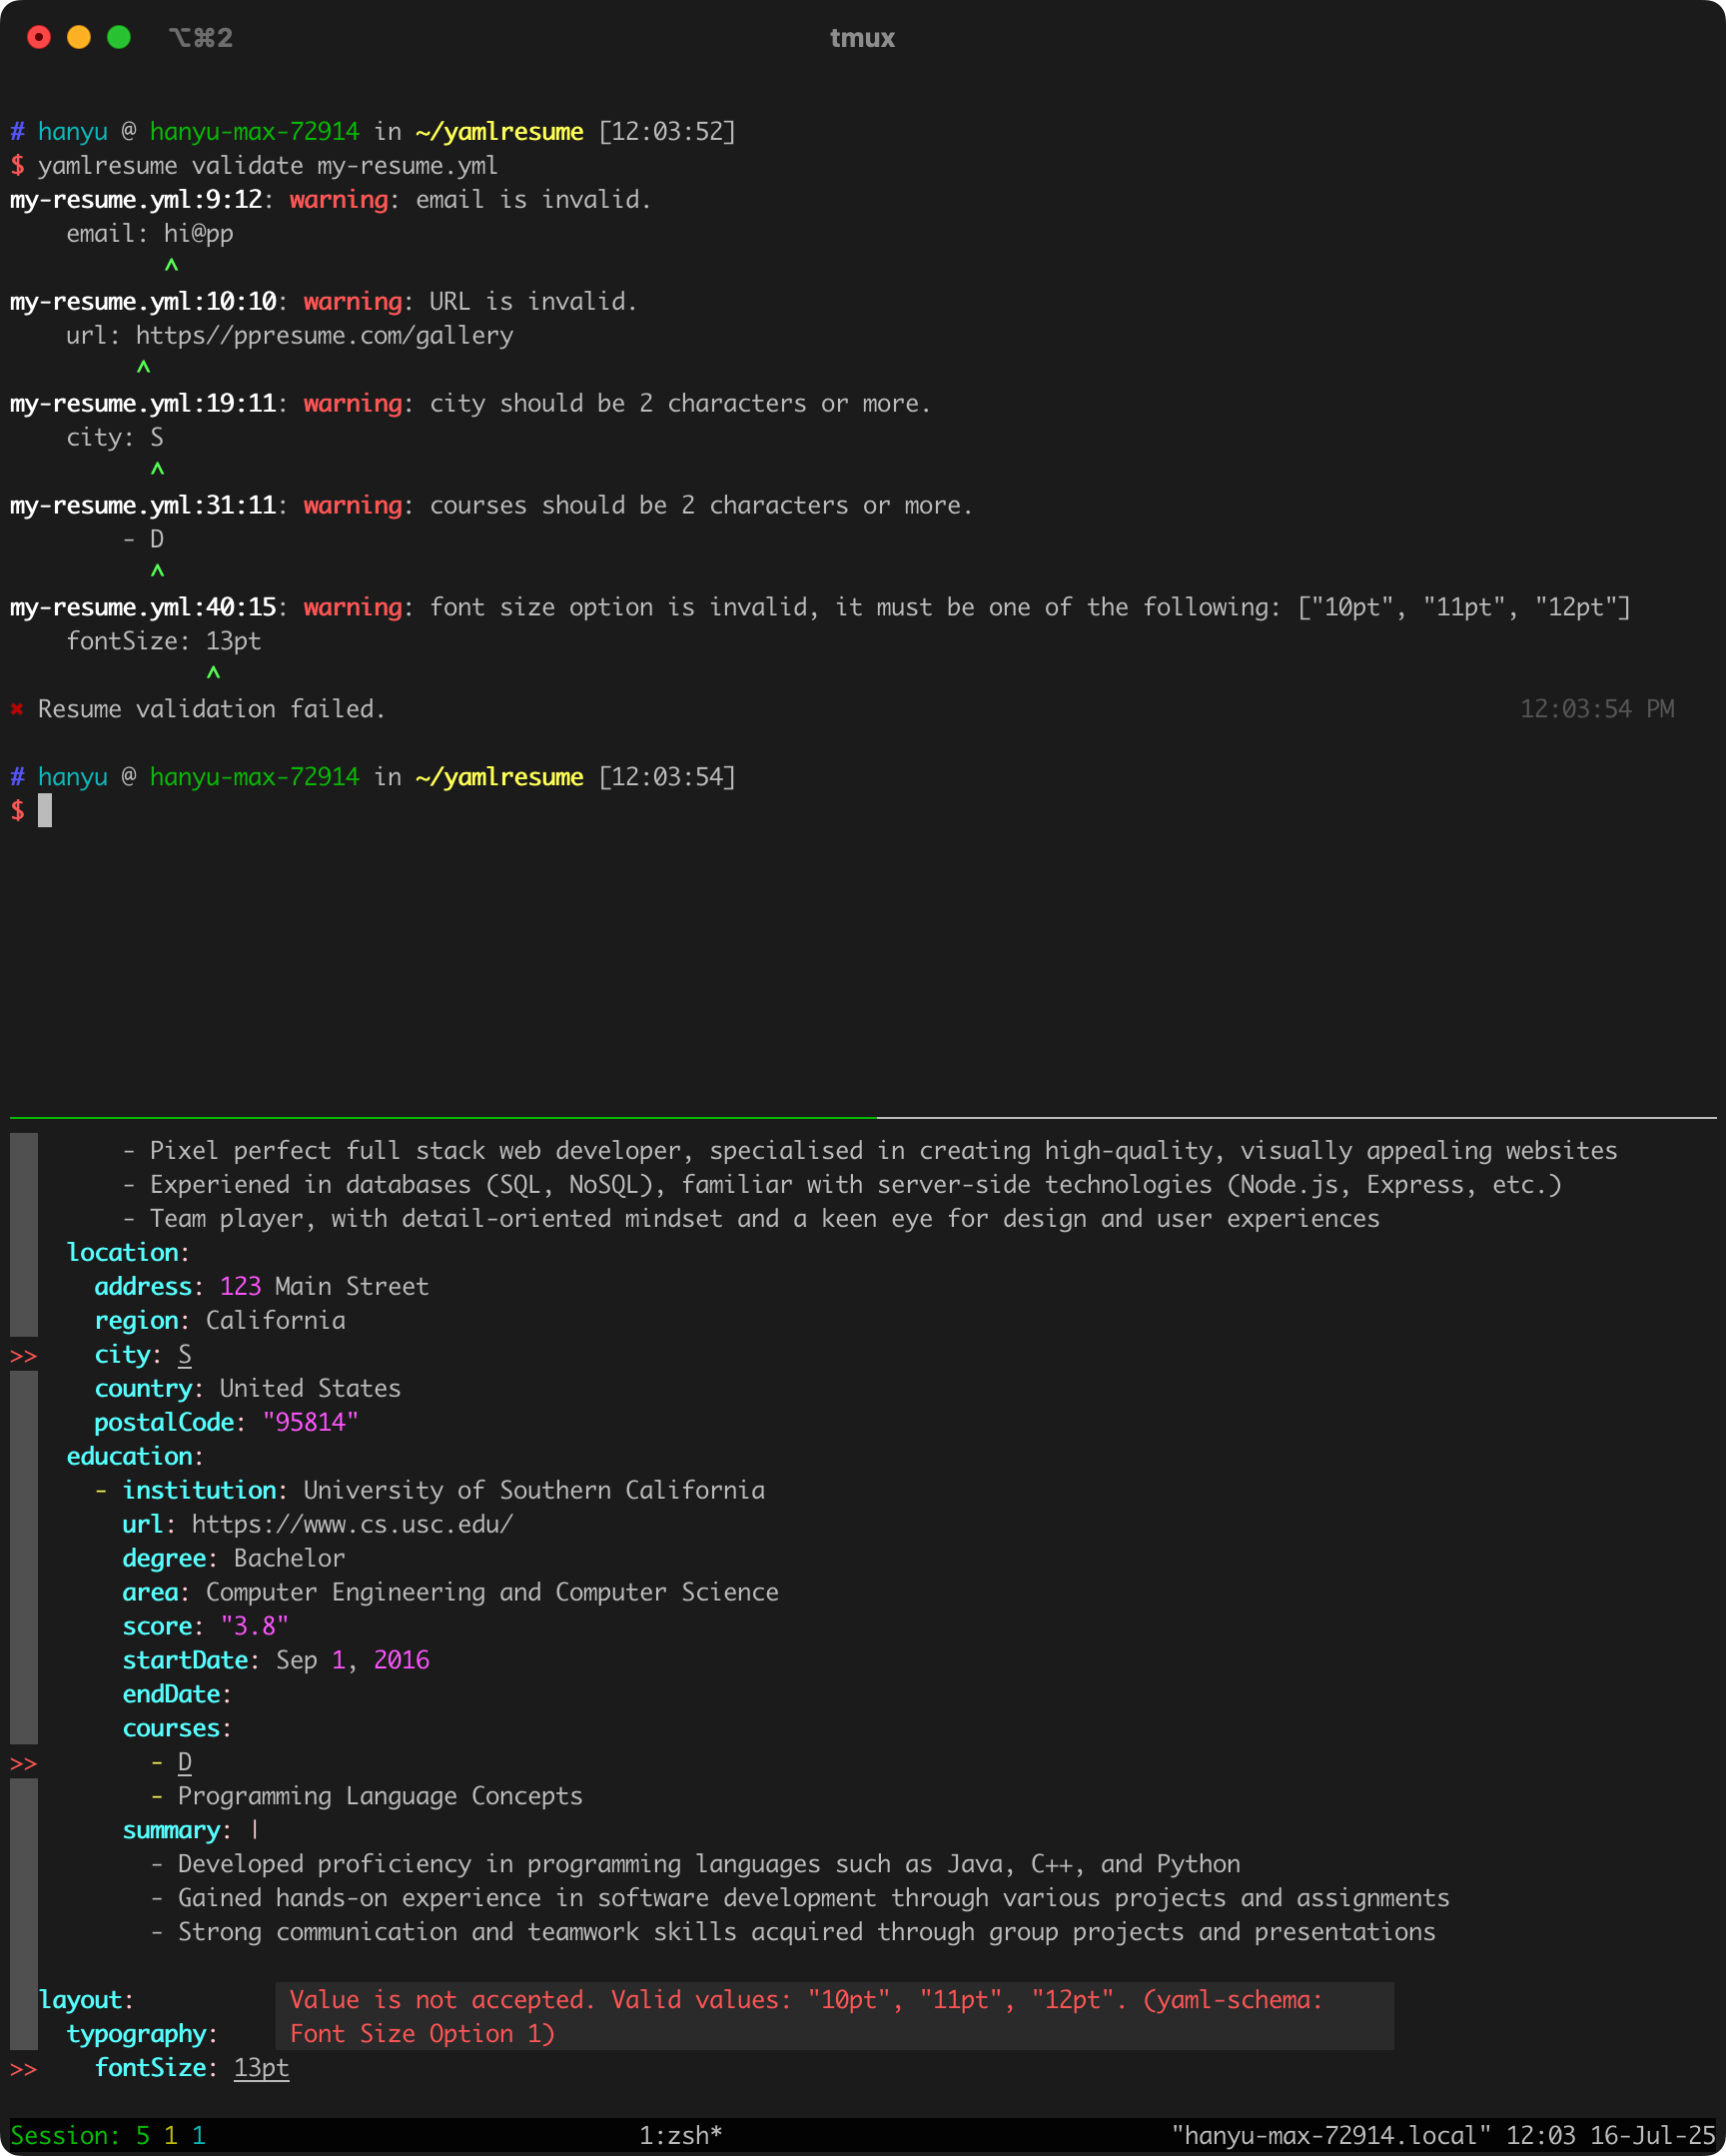 ⌥⌘2 tmux
# hanyu @ hanyu-max-72914 in ~/yamlresume [12:03:52]
$ yamlresume validate my-resume.yml
my-resume.yml:9:12: warning: email is invalid.
    email: hi@pp
           ^
my-resume.yml:10:10: warning: URL is invalid.
    url: https//ppresume.com/gallery
         ^
my-resume.yml:19:11: warning: city should be 2 characters or more.
    city: S
          ^
my-resume.yml:31:11: warning: courses should be 2 characters or more.
        - D
          ^
my-resume.yml:40:15: warning: font size option is invalid, it must be one of the following: ["10pt", "11pt", "12pt"]
    fontSize: 13pt
              ^
✖ Resume validation failed. 12:03:54 PM
# hanyu @ hanyu-max-72914 in ~/yamlresume [12:03:54]
$
        - Pixel perfect full stack web developer, specialised in creating high-quality, visually appealing websites
        - Experiened in databases (SQL, NoSQL), familiar with server-side technologies (Node.js, Express, etc.)
        - Team player, with detail-oriented mindset and a keen eye for design and user experiences
    location:
      address: 123 Main Street
      region: California
>>    city: S
      country: United States
      postalCode: "95814"
    education:
      - institution: University of Southern California
        url: https://www.cs.usc.edu/
        degree: Bachelor
        area: Computer Engineering and Computer Science
        score: "3.8"
        startDate: Sep 1, 2016
        endDate:
        courses:
>>        - D
          - Programming Language Concepts
        summary: |
          - Developed proficiency in programming languages such as Java, C++, and Python
          - Gained hands-on experience in software development through various projects and assignments
          - Strong communication and teamwork skills acquired through group projects and presentations
  layout: Value is not accepted. Valid values: "10pt", "11pt", "12pt". (yaml-schema:
    typography: Font Size Option 1)
>>    fontSize: 13pt
Session: 5 1 1 1:zsh* "hanyu-max-72914.local" 12:03 16-Jul-25